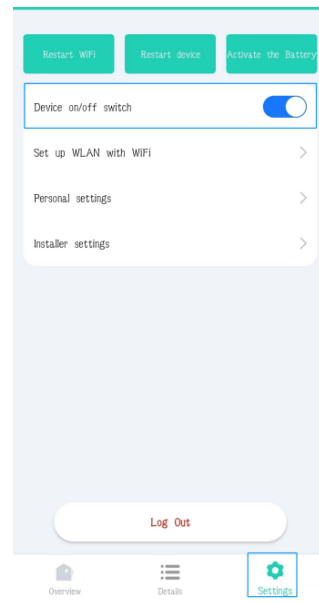 Restart WiFi
Restart device
Activate the Battery
Device on/off switch
Set up WLAN with WiFi
Personal settings
Installer settings
Log Out
Overview
Details
Settings